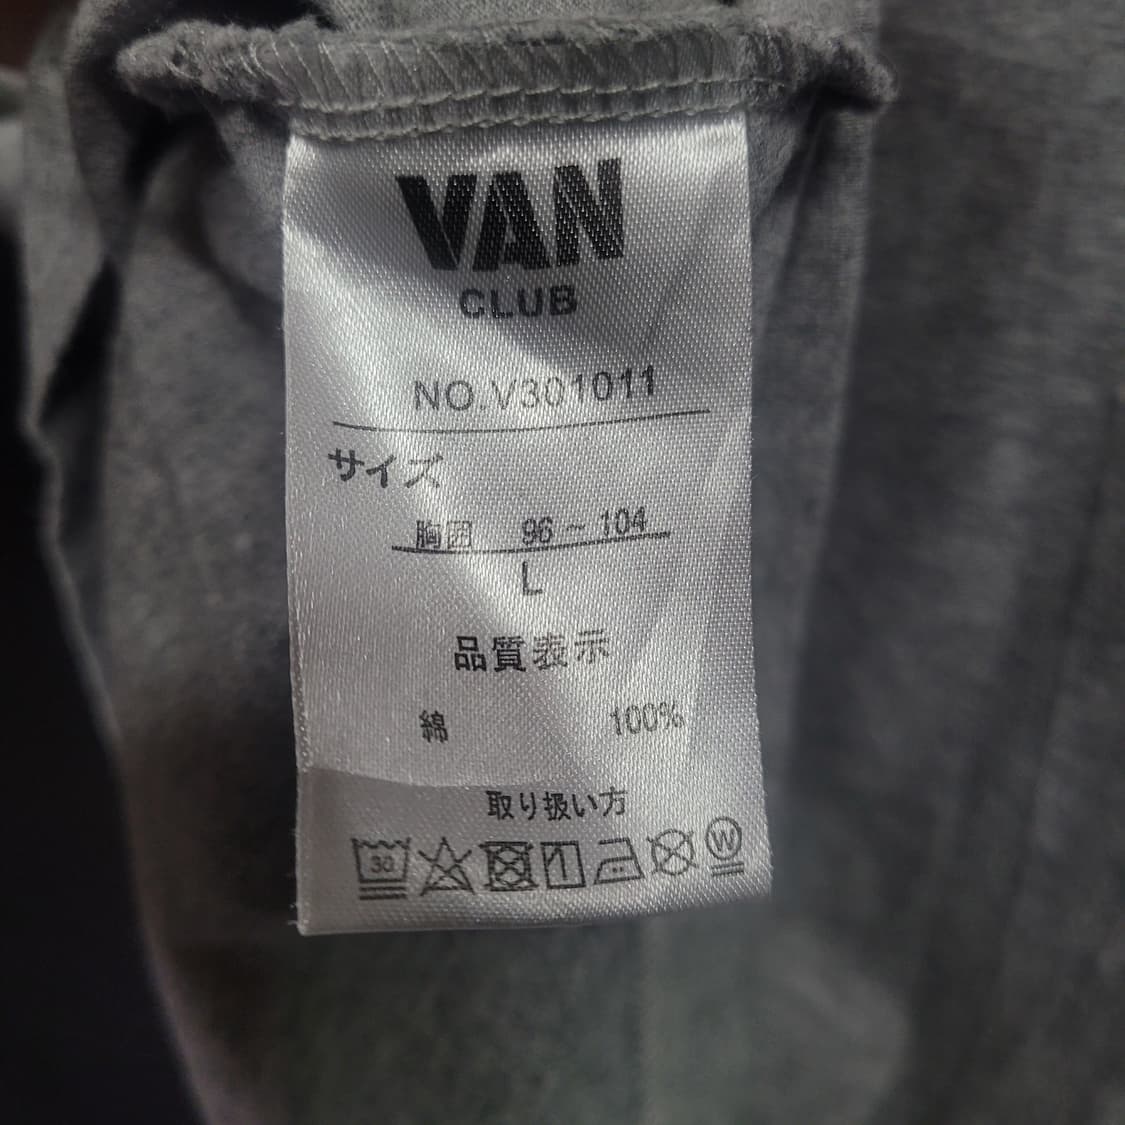 VAN
CLUB
NO.V301011
サイズ
胸囲 96～104
L
品質表示
綿 100%
取り扱い方
30 W